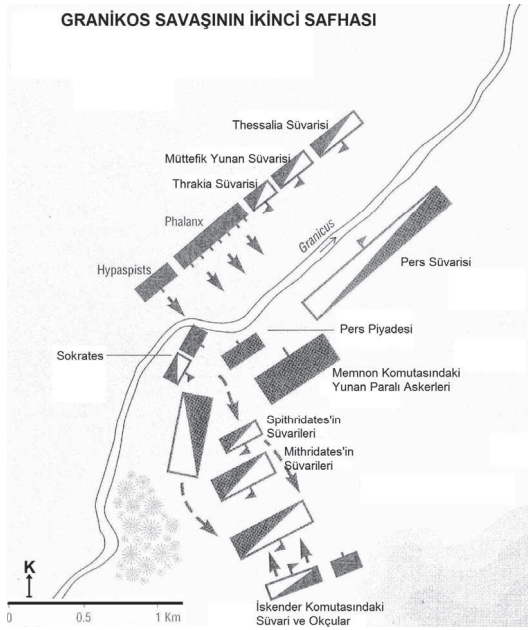 GRANİKOS SAVAŞININ İKİNCİ SAFHASI
Thessalia Süvarisi
Müttefik Yunan Süvarisi
Thrakia Süvarisi
Phalanx
Granicus
Hypaspists
Pers Süvarisi
Pers Piyadesi
Sokrates
Memnon Komutasındaki
Yunan Paralı Askerleri
Spithridates'in
Süvarileri
Mithridates'in
Süvarileri
K
0 0.5 1 Km
İskender Komutasındaki
Süvari ve Okçular